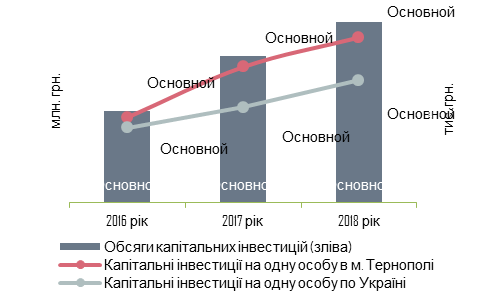 Основной
Основной
Основной
млн. грн.
тис. грн.
Основной
Основной
Основной
Основной
Основной
Основной
2016 рік
2017 рік
2018 рік
Обсяги капітальних інвестицій (зліва)
Капітальні інвестиції на одну особу в м. Тернополі
Капітальні інвестиції на одну особу по Україні